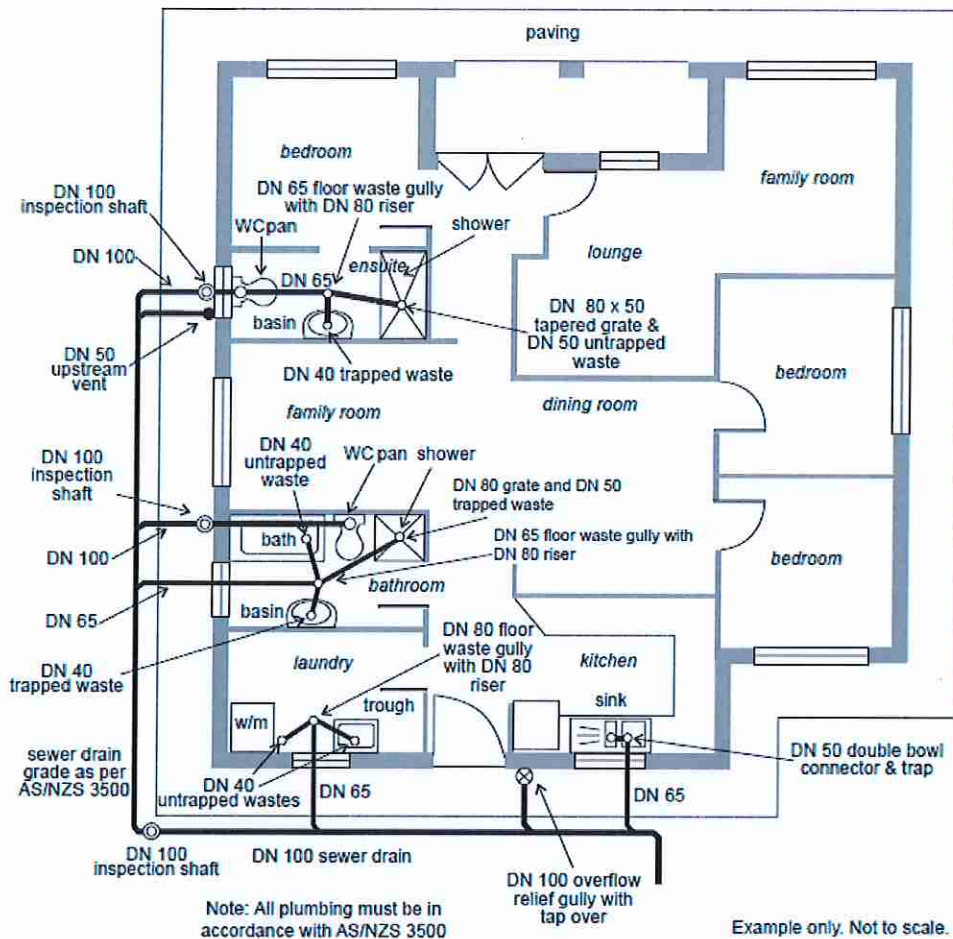 paving
bedroom
DN 65 floor waste gully
with DN 80 riser
family room
DN 100
inspection shaft
WC pan
shower
DN 100
ensuite
lounge
DN 65
basin
DN 80 x 50
tapered grate &
DN 50 untrapped
waste
DN 50
upstream
vent
DN 40 trapped waste
bedroom
family room
dining room
DN 40
untrapped
waste
WC pan
shower
DN 100
inspection
shaft
DN 80 grate and DN 50
trapped waste
bath
DN 65 floor waste gully with
DN 80 riser
DN 100
bathroom
bedroom
DN 65
basin
DN 80 floor
waste gully
with DN 80
riser
DN 40
trapped waste
laundry
kitchen
trough
sink
w/m
sewer drain
grade as per
AS/NZS 3500
DN 40
untrapped wastes
DN 65
DN 65
DN 50 double bowl
connector & trap
DN 100
inspection shaft
DN 100 sewer drain
DN 100 overflow
relief gully with
tap over
Note: All plumbing must be in
accordance with AS/NZS 3500
Example only. Not to scale.